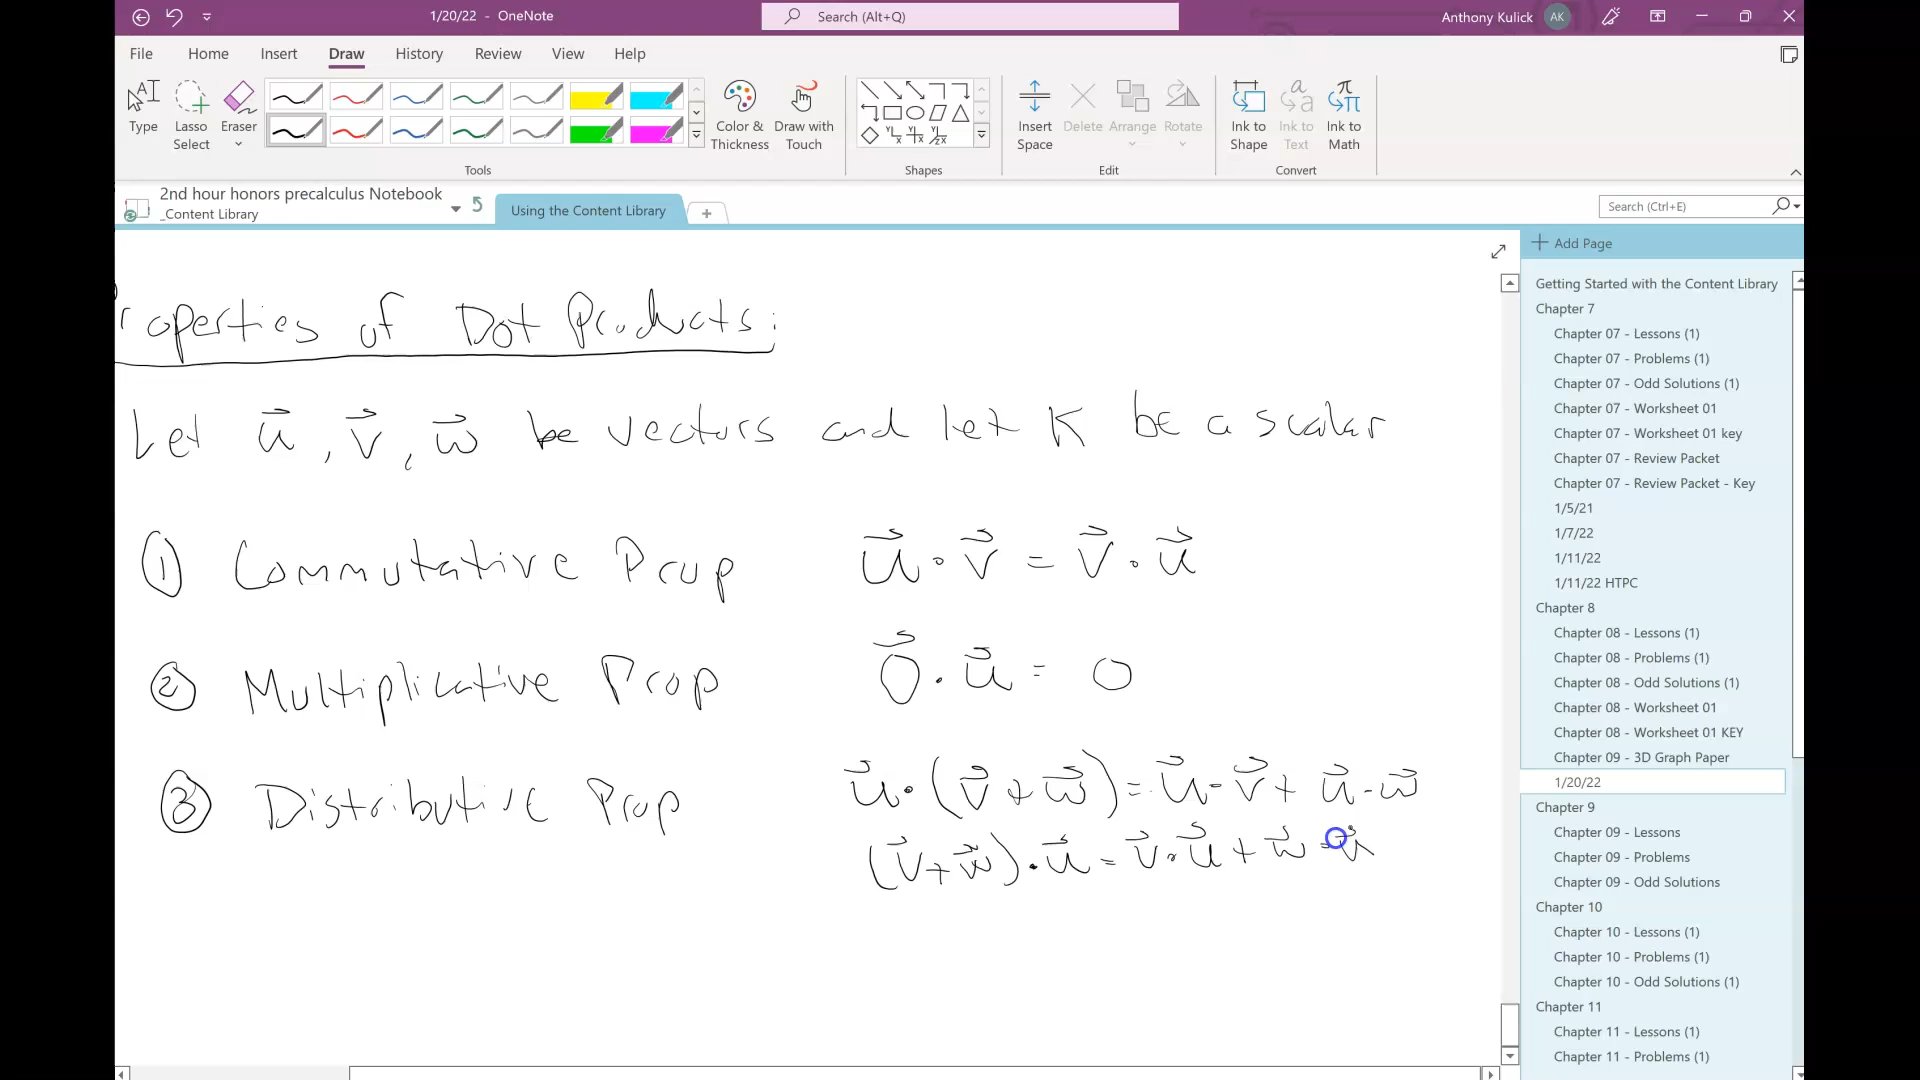 1/20/22 - OneNote
Search (Alt+Q)
Anthony Kulick AK
File Home Insert Draw History Review View Help
Type
Lasso Select
Eraser
Color & Thickness
Draw with Touch
Insert Space
Delete
Arrange
Rotate
Ink to Shape
Ink to Text
Ink to Math
Tools Shapes Edit Convert
2nd hour honors precalculus Notebook
_Content Library
Using the Content Library
Search (Ctrl+E)
Properties of Dot Products:
Let u⃗, v⃗, w⃗ be vectors and let K be a scalar
① Commutative Prop u⃗ · v⃗ = v⃗ · u⃗
② Multiplicative Prop 0⃗ · u⃗ = 0
③ Distributive Prop u⃗ · (v⃗ + w⃗) = u⃗ · v⃗ + u⃗ · w⃗
(v⃗ + w⃗) · u⃗ = v⃗ · u⃗ + w⃗ · u⃗
Add Page
Getting Started with the Content Library
Chapter 7
Chapter 07 - Lessons (1)
Chapter 07 - Problems (1)
Chapter 07 - Odd Solutions (1)
Chapter 07 - Worksheet 01
Chapter 07 - Worksheet 01 key
Chapter 07 - Review Packet
Chapter 07 - Review Packet - Key
1/5/21
1/7/22
1/11/22
1/11/22 HTPC
Chapter 8
Chapter 08 - Lessons (1)
Chapter 08 - Problems (1)
Chapter 08 - Odd Solutions (1)
Chapter 08 - Worksheet 01
Chapter 08 - Worksheet 01 KEY
Chapter 09 - 3D Graph Paper
1/20/22
Chapter 9
Chapter 09 - Lessons
Chapter 09 - Problems
Chapter 09 - Odd Solutions
Chapter 10
Chapter 10 - Lessons (1)
Chapter 10 - Problems (1)
Chapter 10 - Odd Solutions (1)
Chapter 11
Chapter 11 - Lessons (1)
Chapter 11 - Problems (1)